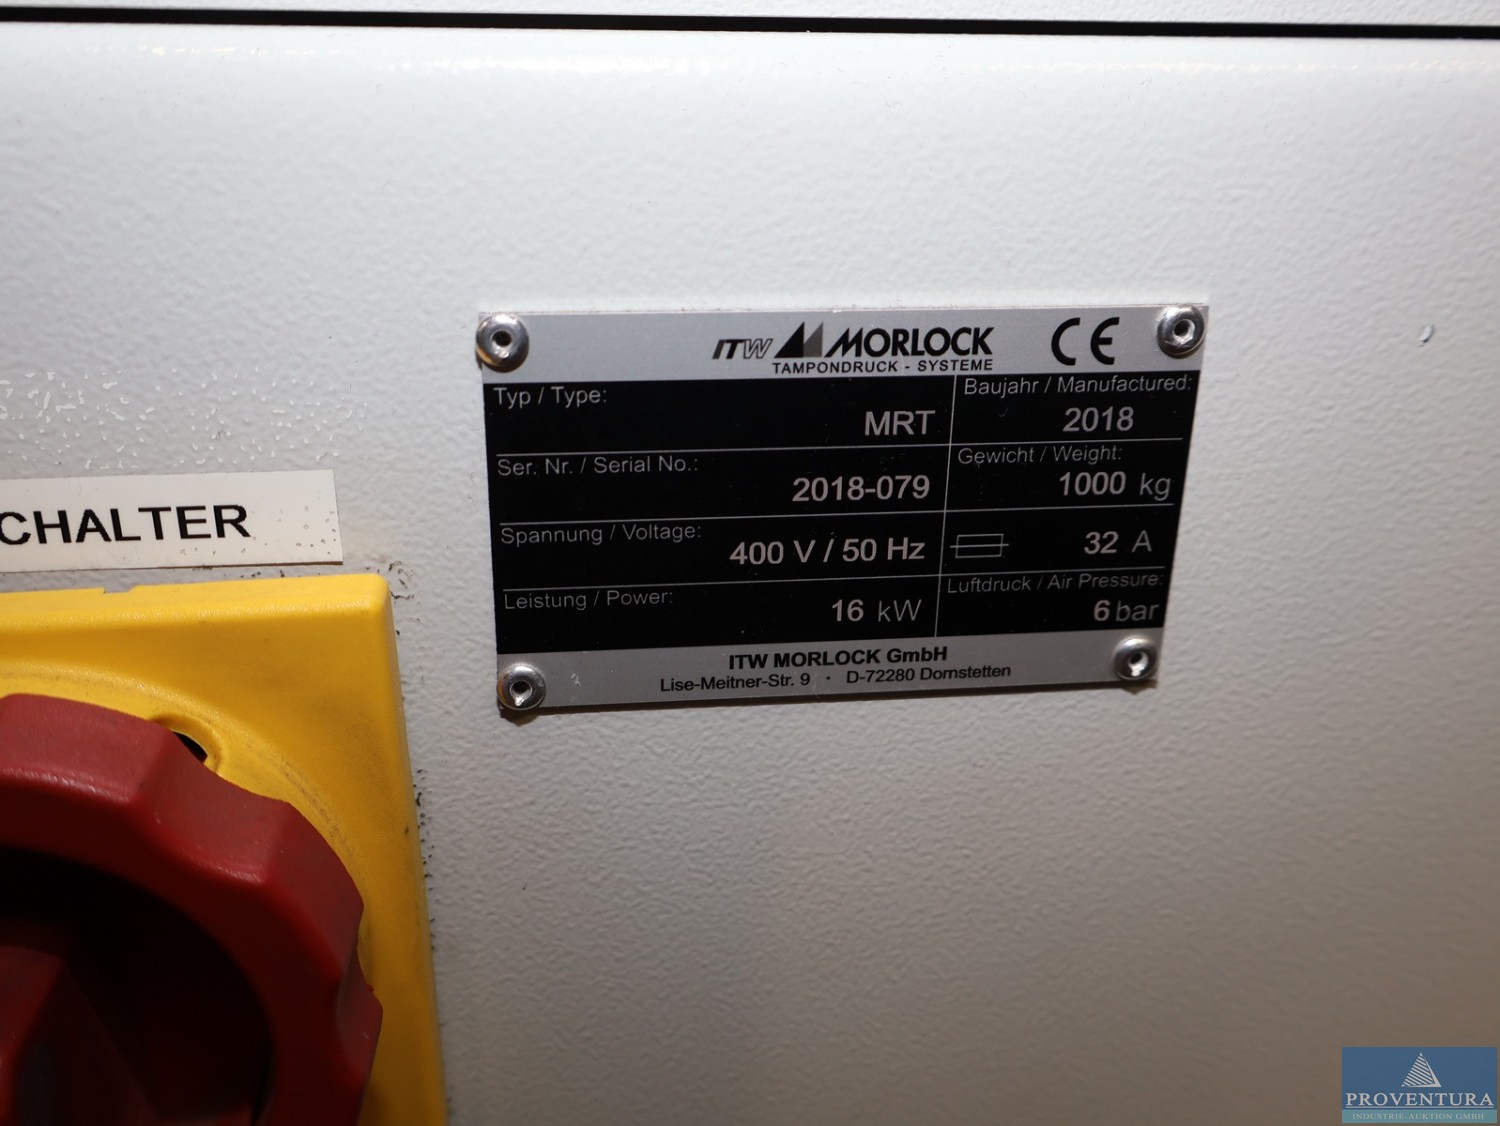 ITW MORLOCK CE
TAMPONDRUCK - SYSTEME
Typ / Type:
MRT
Baujahr / Manufactured:
2018
Ser. Nr. / Serial No.:
2018-079
Gewicht / Weight:
1000 kg
Spannung / Voltage:
400 V / 50 Hz
32 A
Leistung / Power:
16 kW
Luftdruck / Air Pressure:
6 bar
ITW MORLOCK GmbH
Lise-Meitner-Str. 9 · D-72280 Dornstetten
CHALTER
PROVENTURA
INDUSTRIE-AUKTION GMBH